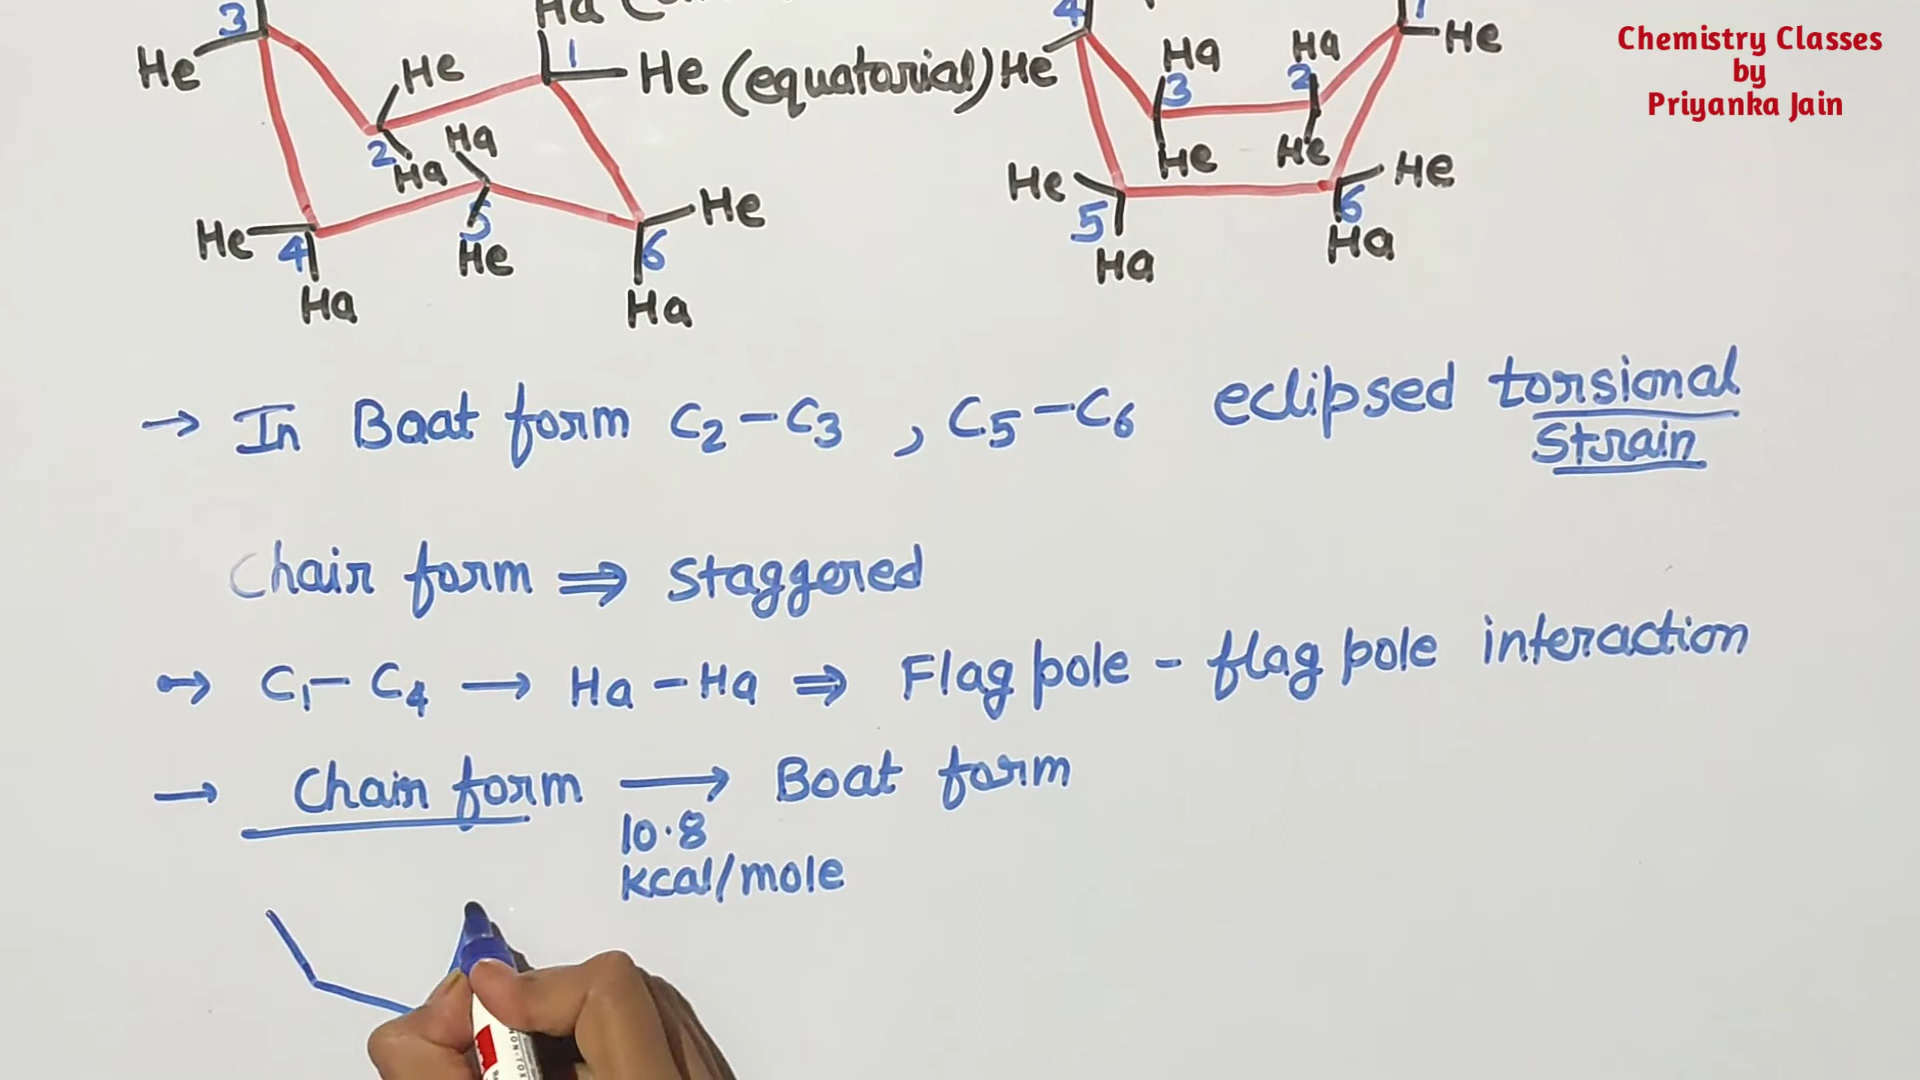 3
He
He
Ha
1
He (equatorial)
2
Ha
Ha
He
4
Ha
5
He
He
6
Ha
4
He
Ha
3
He
Ha
2
He
1
He
He
5
Ha
He
6
Ha
Chemistry Classes
by
Priyanka Jain
→ In Boat form C2-C3 , C5-C6 eclipsed torsional
Strain
Chair form ⇒ Staggered
→ C1-C4 → Ha-Ha ⇒ Flag pole - flag pole interaction
→ Chair form → Boat form
10.8
kcal/mole